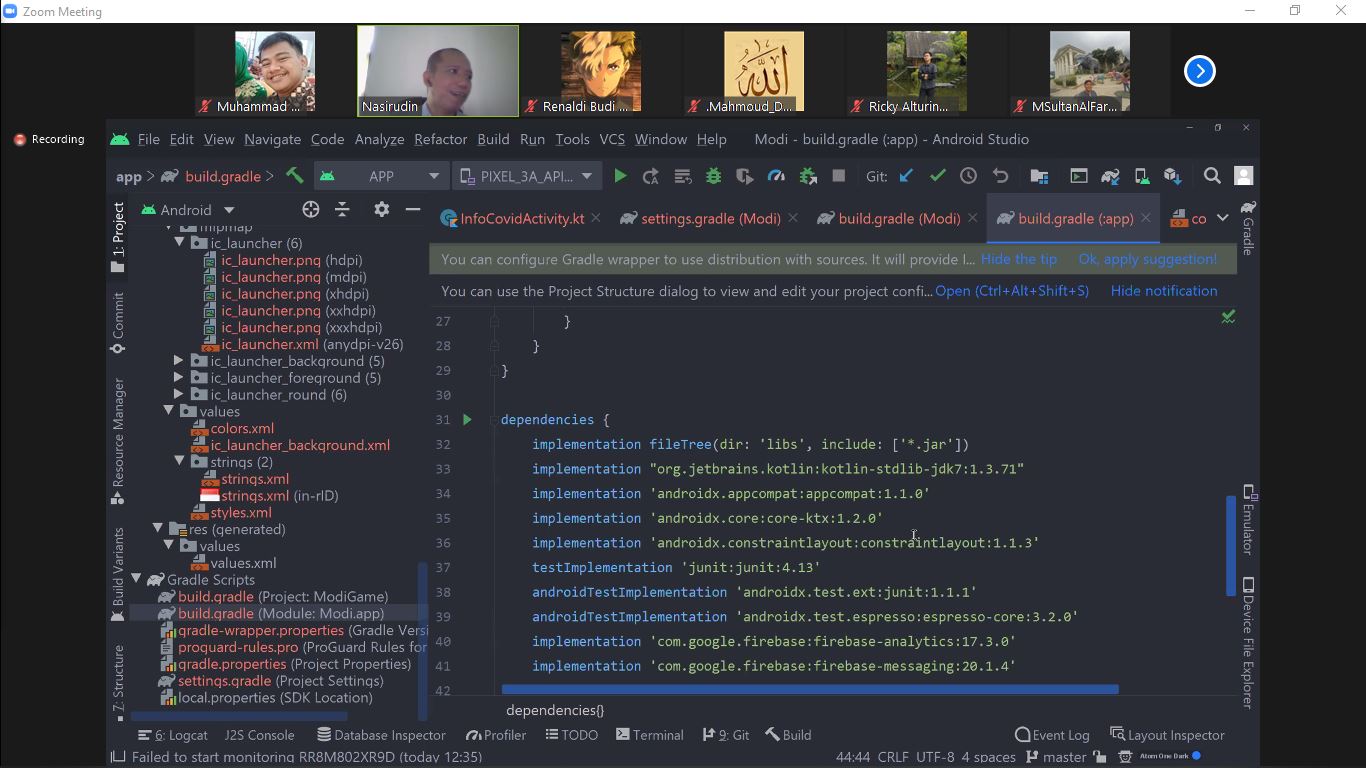 Zoom Meeting
Muhammad ...
Nasirudin
Renaldi Budi ...
.Mahmoud_D...
الله
Ricky Alturin...
MSultanAlFar...
Recording
File Edit View Navigate Code Analyze Refactor Build Run Tools VCS Window Help Modi - build.gradle (:app) - Android Studio
app > build.gradle > APP PIXEL_3A_API... Git:
Android
InfoCovidActivity.kt settings.gradle (Modi) build.gradle (Modi) build.gradle (:app) co
You can configure Gradle wrapper to use distribution with sources. It will provide I... Hide the tip Ok, apply suggestion!
You can use the Project Structure dialog to view and edit your project confi... Open (Ctrl+Alt+Shift+S) Hide notification
1: Project
Commit
Resource Manager
Build Variants
Z: Structure
mipmap
ic_launcher (6)
ic_launcher.png (hdpi)
ic_launcher.png (mdpi)
ic_launcher.png (xhdpi)
ic_launcher.png (xxhdpi)
ic_launcher.png (xxxhdpi)
ic_launcher.xml (anydpi-v26)
ic_launcher_background (5)
ic_launcher_foreground (5)
ic_launcher_round (6)
values
colors.xml
ic_launcher_background.xml
strings (2)
strings.xml
strings.xml (in-rID)
styles.xml
res (generated)
values
values.xml
Gradle Scripts
build.gradle (Project: ModiGame)
build.gradle (Module: Modi.app)
gradle-wrapper.properties (Gradle Versi
proguard-rules.pro (ProGuard Rules for
gradle.properties (Project Properties)
settings.gradle (Project Settings)
local.properties (SDK Location)
27 }
28 }
29 }
30
31 dependencies {
32 implementation fileTree(dir: 'libs', include: ['*.jar'])
33 implementation "org.jetbrains.kotlin:kotlin-stdlib-jdk7:1.3.71"
34 implementation 'androidx.appcompat:appcompat:1.1.0'
35 implementation 'androidx.core:core-ktx:1.2.0'
36 implementation 'androidx.constraintlayout:constraintlayout:1.1.3'
37 testImplementation 'junit:junit:4.13'
38 androidTestImplementation 'androidx.test.ext:junit:1.1.1'
39 androidTestImplementation 'androidx.test.espresso:espresso-core:3.2.0'
40 implementation 'com.google.firebase:firebase-analytics:17.3.0'
41 implementation 'com.google.firebase:firebase-messaging:20.1.4'
42
dependencies{}
Gradle
Emulator
Device File Explorer
6: Logcat J2S Console Database Inspector Profiler TODO Terminal 9: Git Build Event Log Layout Inspector
Failed to start monitoring RR8M802XR9D (today 12:35) 44:44 CRLF UTF-8 4 spaces master Atom One Dark